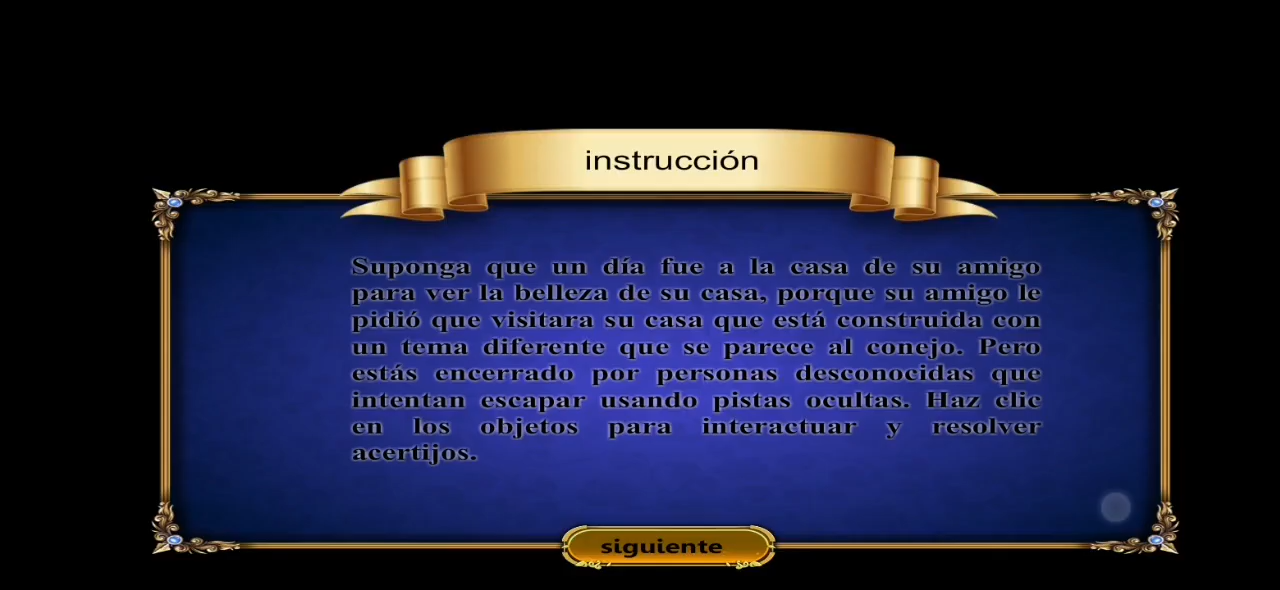 instrucción
Suponga que un día fue a la casa de su amigo
para ver la belleza de su casa, porque su amigo le
pidió que visitara su casa que está construida con
un tema diferente que se parece al conejo. Pero
estás encerrado por personas desconocidas que
intentan escapar usando pistas ocultas. Haz clic
en los objetos para interactuar y resolver
acertijos.
siguiente